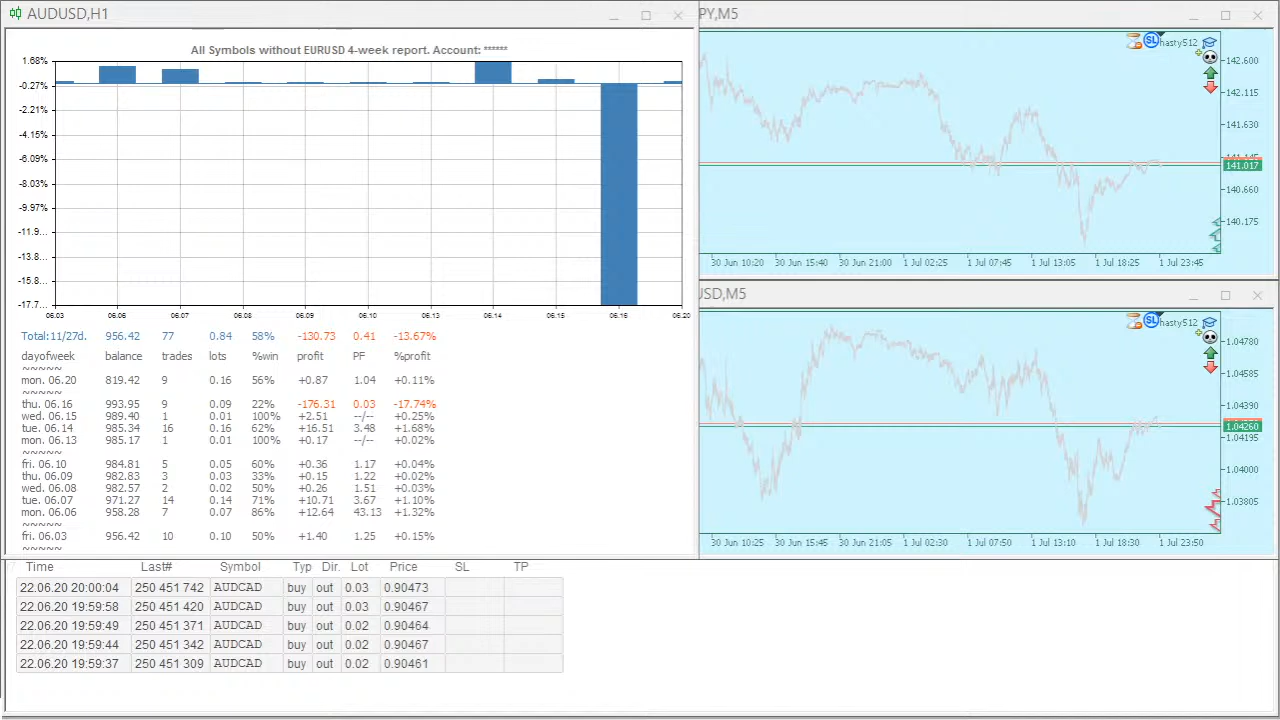 AUDUSD,H1
All Symbols without EURUSD 4-week report. Account: ******
1.68%
-0.27%
-2.21%
-4.15%
-6.09%
-8.03%
-9.97%
-11.9...
-13.8...
-15.8...
-17.7...
06.03 06.06 06.07 06.08 06.09 06.10 06.13 06.14 06.15 06.16 06.20
Total:11/27d. 956.42 77 0.84 58% -130.73 0.41 -13.67%
dayofweek balance trades lots %win profit PF %profit
~~~~~
mon. 06.20 819.42 9 0.16 56% +0.87 1.04 +0.11%
~~~~~
thu. 06.16 993.95 9 0.09 22% -176.31 0.03 -17.74%
wed. 06.15 989.40 1 0.01 100% +2.51 --/-- +0.25%
tue. 06.14 985.34 16 0.16 62% +16.51 3.48 +1.68%
mon. 06.13 985.17 1 0.01 100% +0.17 --/-- +0.02%
~~~~~
fri. 06.10 984.81 5 0.05 60% +0.36 1.17 +0.04%
thu. 06.09 982.83 3 0.03 33% +0.15 1.22 +0.02%
wed. 06.08 982.57 2 0.02 50% +0.26 1.51 +0.03%
tue. 06.07 971.27 14 0.14 71% +10.71 3.67 +1.10%
mon. 06.06 958.28 7 0.07 86% +12.64 43.13 +1.32%
~~~~~
fri. 06.03 956.42 10 0.10 50% +1.40 1.25 +0.15%
~~~~~
PY,M5
SL hasty512
142.600
142.115
141.630
141.017
140.660
140.175
30 Jun 10:20 30 Jun 15:40 30 Jun 21:00 1 Jul 02:25 1 Jul 07:45 1 Jul 13:05 1 Jul 18:25 1 Jul 23:45
USD,M5
SL hasty512
1.04780
1.04585
1.04390
1.04260
1.04195
1.04000
1.03805
30 Jun 10:25 30 Jun 15:45 30 Jun 21:05 1 Jul 02:30 1 Jul 07:50 1 Jul 13:10 1 Jul 18:30 1 Jul 23:50
Time Last# Symbol Typ Dir. Lot Price SL TP
22.06.20 20:00:04 250 451 742 AUDCAD buy out 0.03 0.90473
22.06.20 19:59:58 250 451 420 AUDCAD buy out 0.03 0.90467
22.06.20 19:59:49 250 451 371 AUDCAD buy out 0.02 0.90464
22.06.20 19:59:44 250 451 342 AUDCAD buy out 0.02 0.90467
22.06.20 19:59:37 250 451 309 AUDCAD buy out 0.02 0.90461